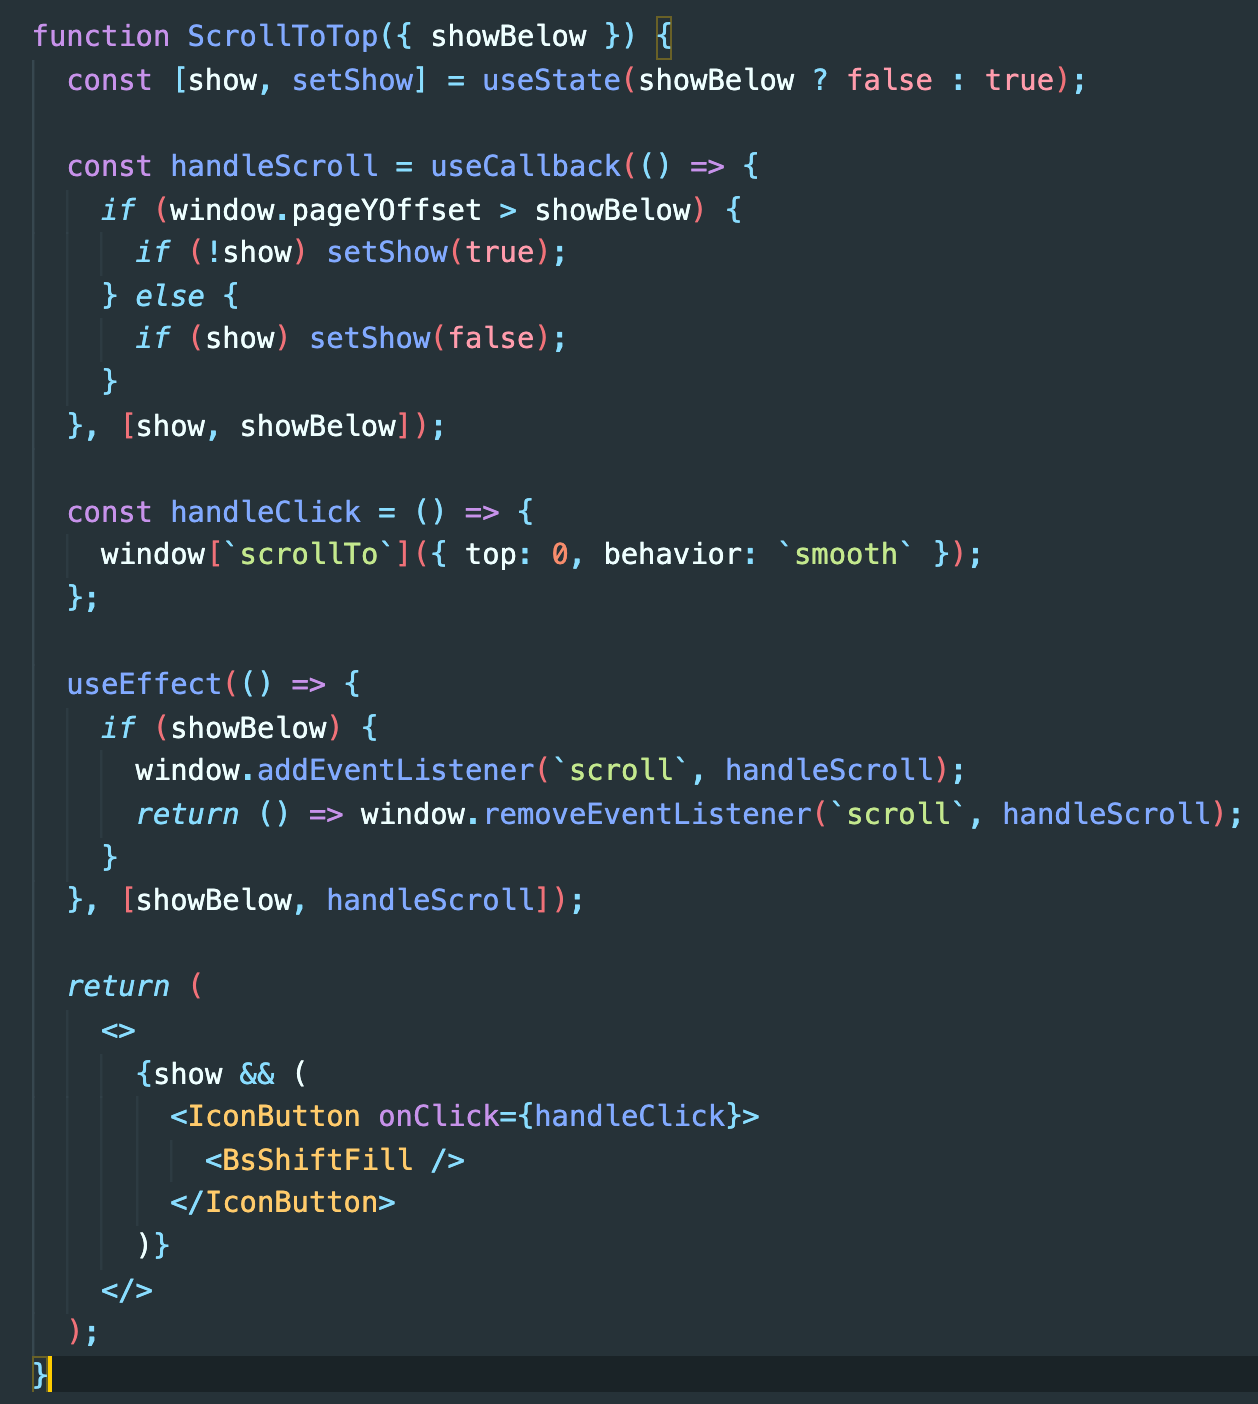 function ScrollToTop({ showBelow }) {
  const [show, setShow] = useState(showBelow ? false : true);

  const handleScroll = useCallback(() => {
    if (window.pageYOffset > showBelow) {
      if (!show) setShow(true);
    } else {
      if (show) setShow(false);
    }
  }, [show, showBelow]);

  const handleClick = () => {
    window[`scrollTo`]({ top: 0, behavior: `smooth` });
  };

  useEffect(() => {
    if (showBelow) {
      window.addEventListener(`scroll`, handleScroll);
      return () => window.removeEventListener(`scroll`, handleScroll);
    }
  }, [showBelow, handleScroll]);

  return (
    <>
      {show && (
        <IconButton onClick={handleClick}>
          <BsShiftFill />
        </IconButton>
      )}
    </>
  );
}